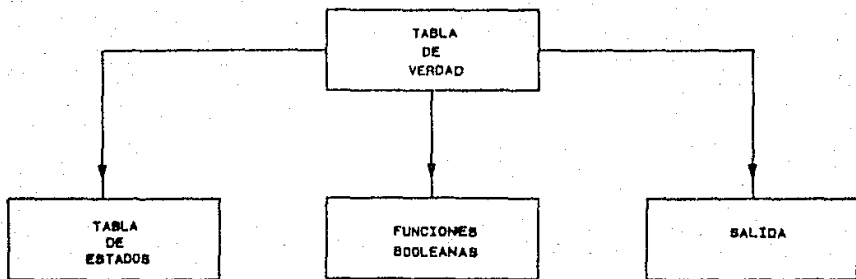 TABLA
DE
VERDAD
TABLA
DE
ESTADOS
FUNCIONES
BOOLEANAS
SALIDA